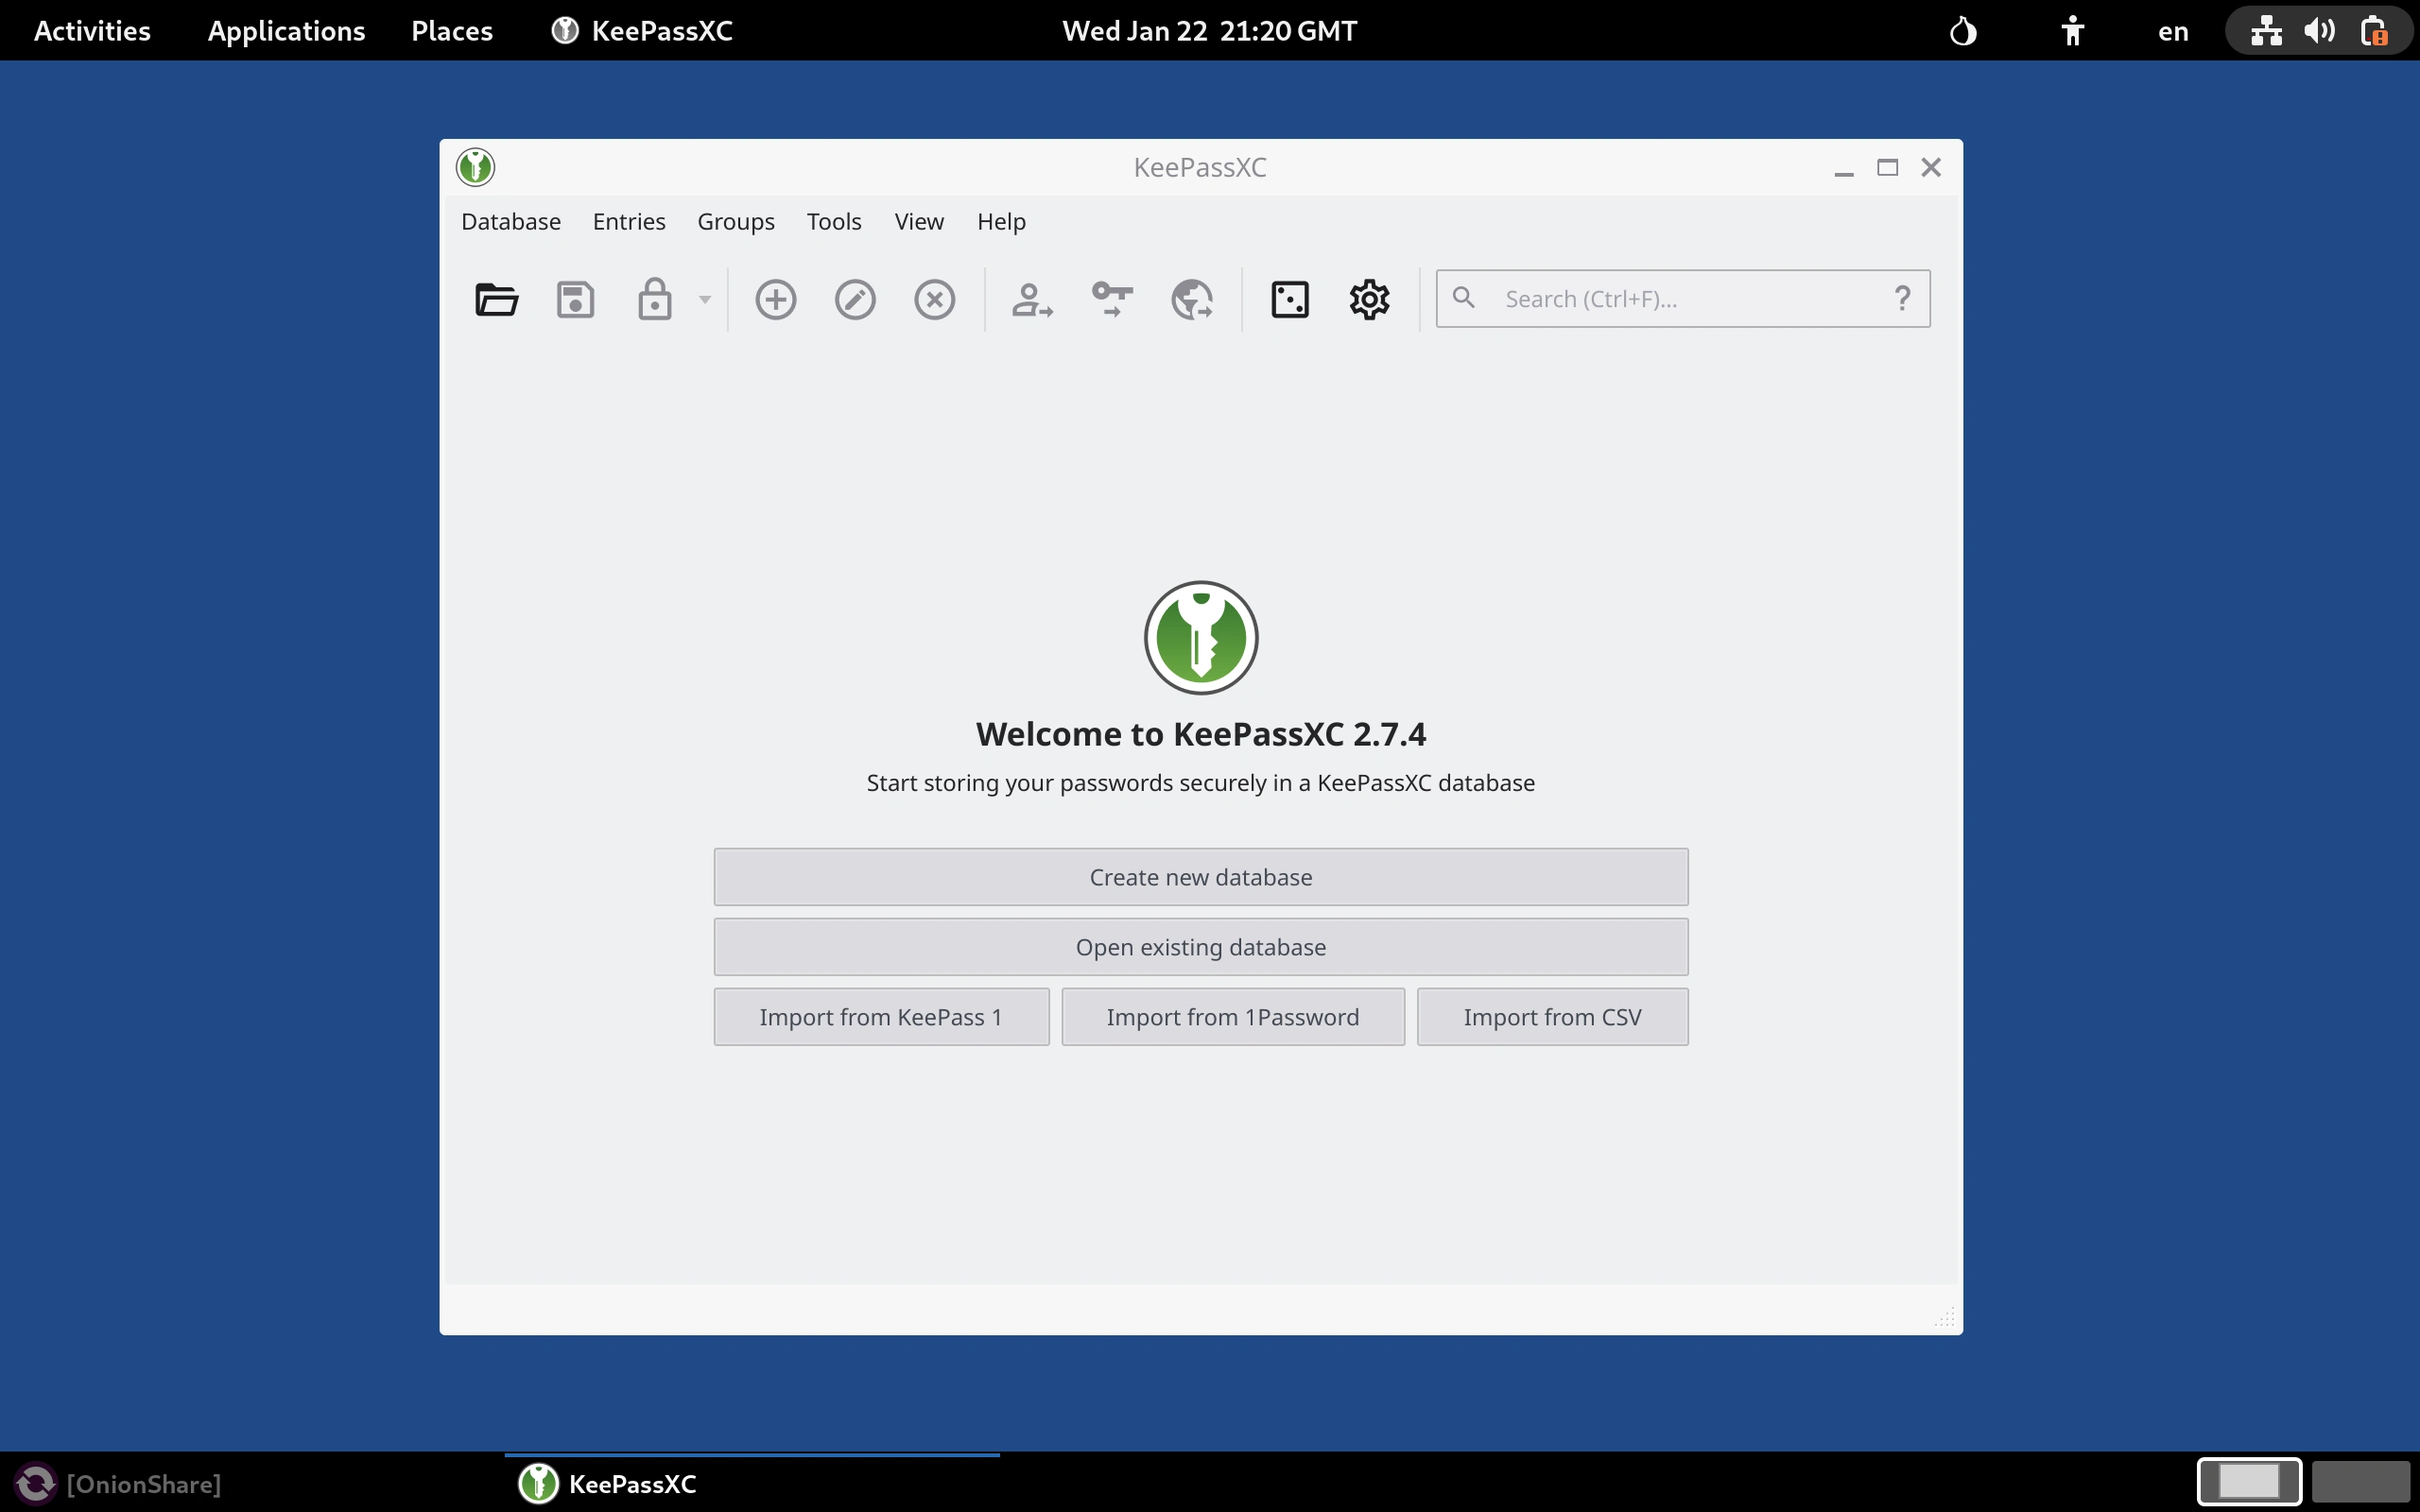 Activities Applications Places KeePassXC Wed Jan 22 21:20 GMT en
KeePassXC
Database Entries Groups Tools View Help
Search (Ctrl+F)... ?
Welcome to KeePassXC 2.7.4
Start storing your passwords securely in a KeePassXC database
Create new database
Open existing database
Import from KeePass 1 Import from 1Password Import from CSV
[OnionShare] KeePassXC